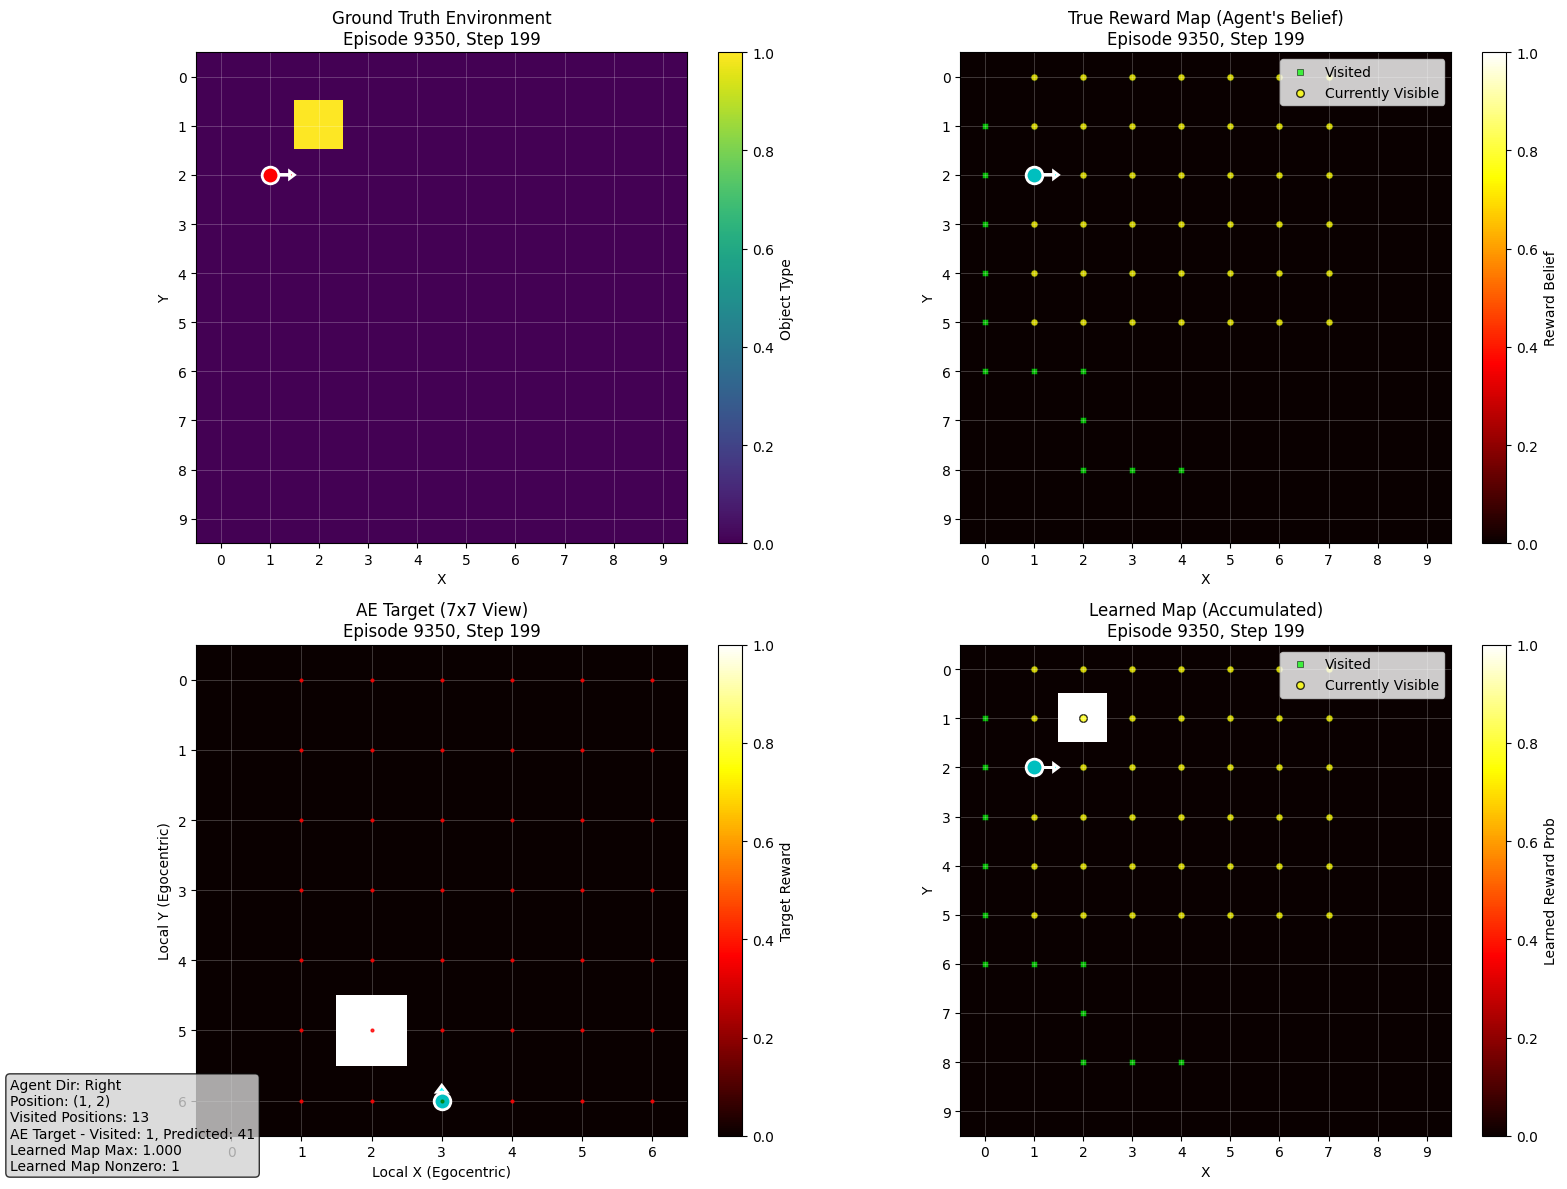 Ground Truth Environment
Episode 9350, Step 199
0
1
2
3
4
5
6
7
8
9
Y
0 1 2 3 4 5 6 7 8 9
X
1.0
0.8
0.6
0.4
0.2
0.0
Object Type
True Reward Map (Agent's Belief)
Episode 9350, Step 199
Visited
Currently Visible
0
1
2
3
4
5
6
7
8
9
Y
0 1 2 3 4 5 6 7 8 9
X
1.0
0.8
0.6
0.4
0.2
0.0
Reward Belief
AE Target (7x7 View)
Episode 9350, Step 199
0
1
2
3
4
5
6
Local Y (Egocentric)
0 1 2 3 4 5 6
Local X (Egocentric)
1.0
0.8
0.6
0.4
0.2
0.0
Target Reward
Agent Dir: Right
Position: (1, 2)
Visited Positions: 13
AE Target - Visited: 1, Predicted: 41
Learned Map Max: 1.000
Learned Map Nonzero: 1
Learned Map (Accumulated)
Episode 9350, Step 199
Visited
Currently Visible
0
1
2
3
4
5
6
7
8
9
Y
0 1 2 3 4 5 6 7 8 9
X
1.0
0.8
0.6
0.4
0.2
0.0
Learned Reward Prob